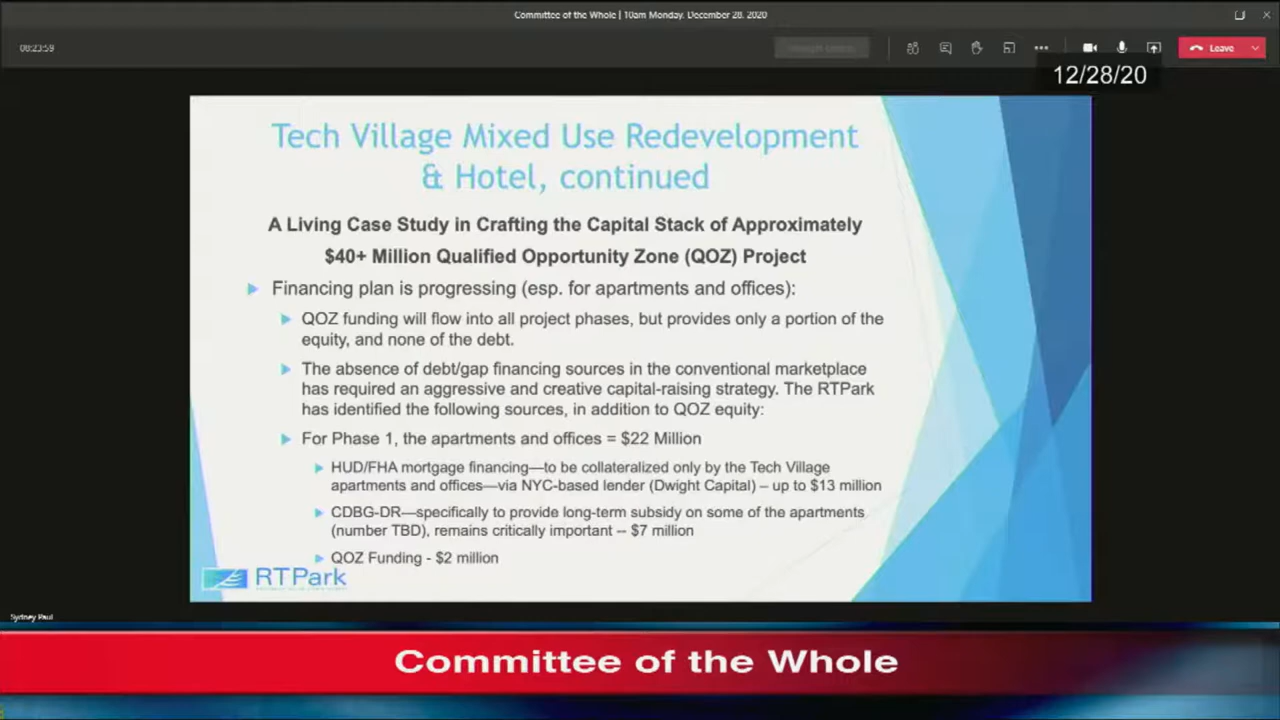 Committee of the Whole | 10am Monday, December 28, 2020
Leave
12/28/20
Tech Village Mixed Use Redevelopment
& Hotel, continued
A Living Case Study in Crafting the Capital Stack of Approximately
$40+ Million Qualified Opportunity Zone (QOZ) Project
Financing plan is progressing (esp. for apartments and offices):
QOZ funding will flow into all project phases, but provides only a portion of the
equity, and none of the debt.
The absence of debt/gap financing sources in the conventional marketplace
has required an aggressive and creative capital-raising strategy. The RTPark
has identified the following sources, in addition to QOZ equity:
For Phase 1, the apartments and offices = $22 Million
HUD/FHA mortgage financing—to be collateralized only by the Tech Village
apartments and offices—via NYC-based lender (Dwight Capital) – up to $13 million
CDBG-DR—specifically to provide long-term subsidy on some of the apartments
(number TBD), remains critically important -- $7 million
QOZ Funding - $2 million
RTPark
Sydney Paul
Committee of the Whole